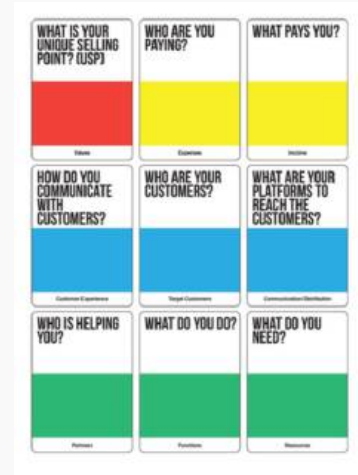 WHAT IS YOUR
UNIQUE SELLING
POINT? (USP)
WHO ARE YOU
PAYING?
WHAT PAYS YOU?
Expenses
Income
HOW DO YOU
COMMUNICATE
WITH
CUSTOMERS?
WHO ARE YOUR
CUSTOMERS?
WHAT ARE YOUR
PLATFORMS TO
REACH THE
CUSTOMERS?
Customer Experience
Target Customers
Communication/Distribution
WHO IS HELPING
YOU?
WHAT DO YOU DO?
WHAT DO YOU
NEED?
Partners
Functions
Resources